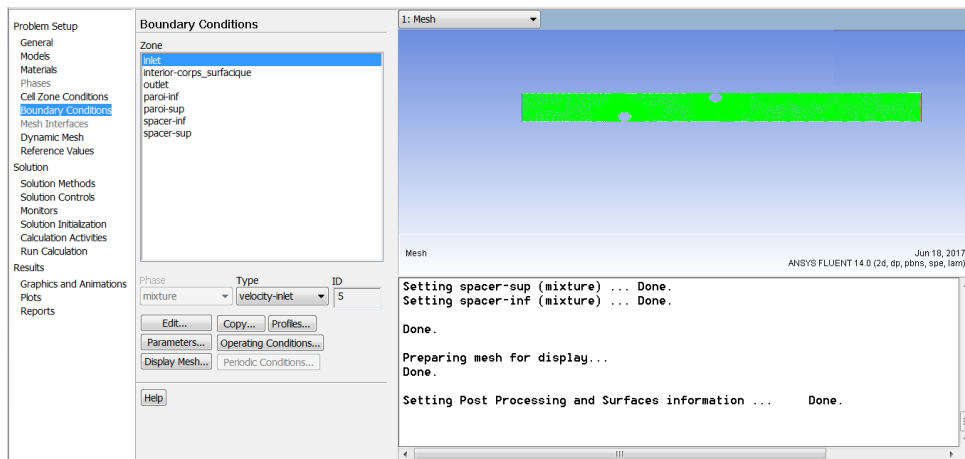 Problem Setup
General
Models
Materials
Phases
Cell Zone Conditions
Boundary Conditions
Mesh Interfaces
Dynamic Mesh
Reference Values
Solution
Solution Methods
Solution Controls
Monitors
Solution Initialization
Calculation Activities
Run Calculation
Results
Graphics and Animations
Plots
Reports
Boundary Conditions
Zone
inlet
interior-corps_surfacique
outlet
paroi-inf
paroi-sup
spacer-inf
spacer-sup
Phase Type ID
mixture velocity-inlet 5
Edit... Copy... Profiles...
Parameters... Operating Conditions...
Display Mesh... Periodic Conditions...
Help
1: Mesh
Mesh
Jun 18, 2017
ANSYS FLUENT 14.0 (2d, dp, pbns, spe, lam)
Setting spacer-sup (mixture) ... Done.
Setting spacer-inf (mixture) ... Done.
Done.
Preparing mesh for display...
Done.
Setting Post Processing and Surfaces information ... Done.